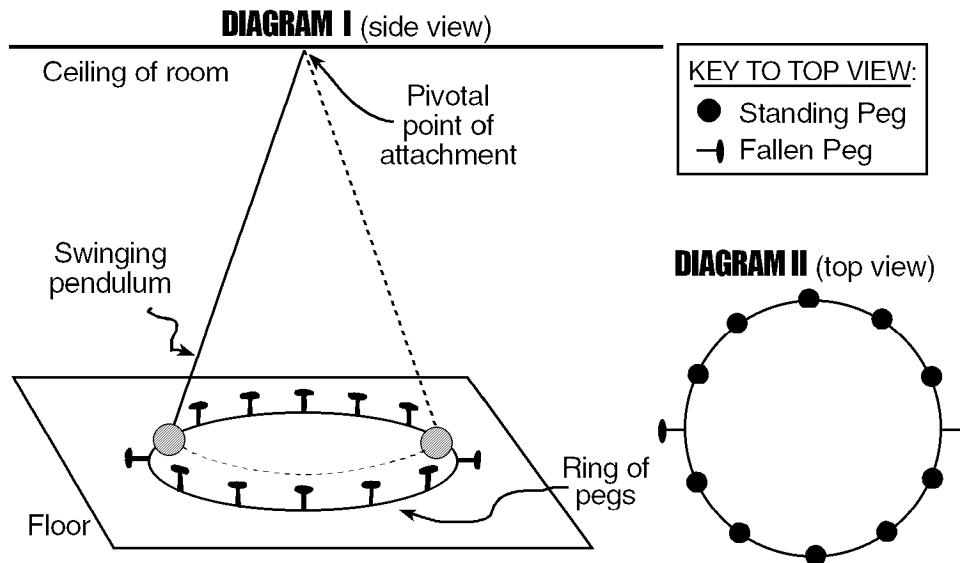 DIAGRAM I (side view)
Ceiling of room
Pivotal
point of
attachment
KEY TO TOP VIEW:
Standing Peg
Fallen Peg
Swinging
pendulum
DIAGRAM II (top view)
Ring of
pegs
Floor